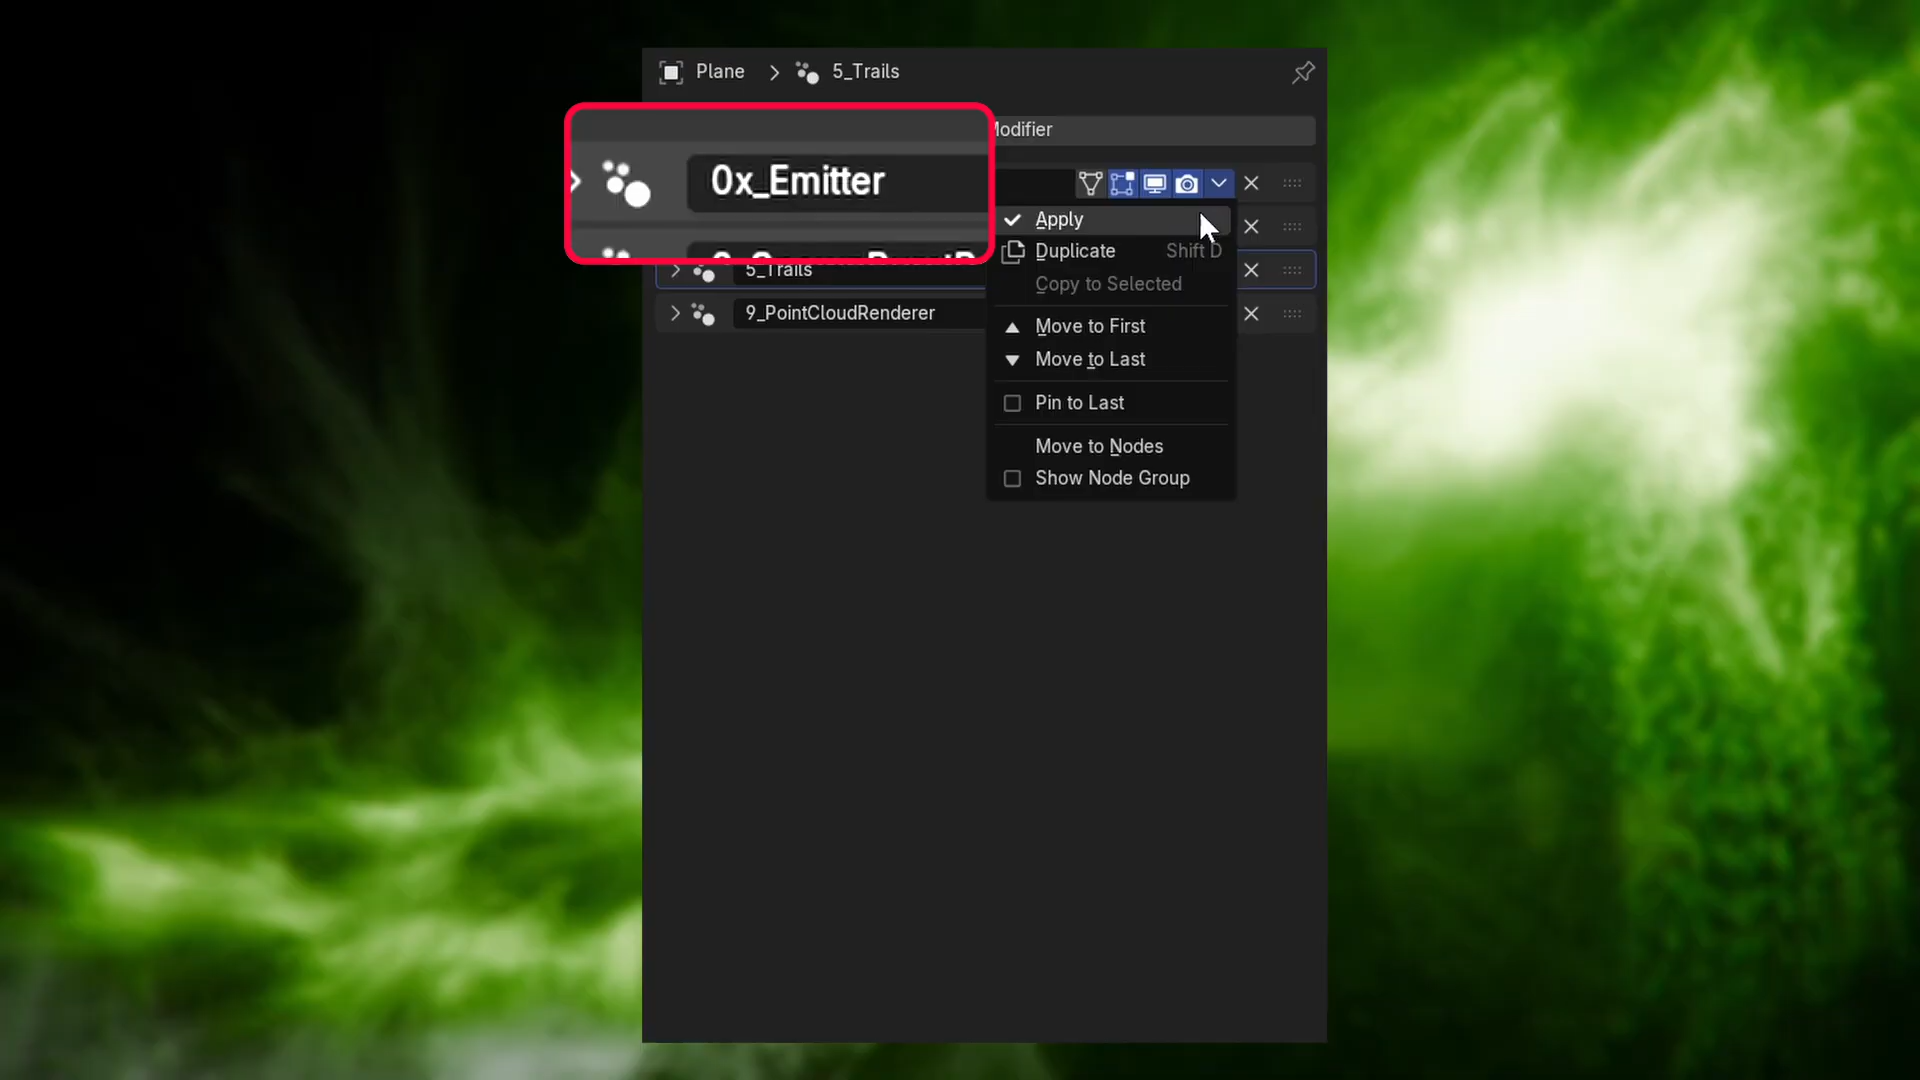 Plane
5_Trails
Modifier
0x_Emitter
5_Trails
9_PointCloudRenderer
Apply
Duplicate Shift D
Copy to Selected
Move to First
Move to Last
Pin to Last
Move to Nodes
Show Node Group